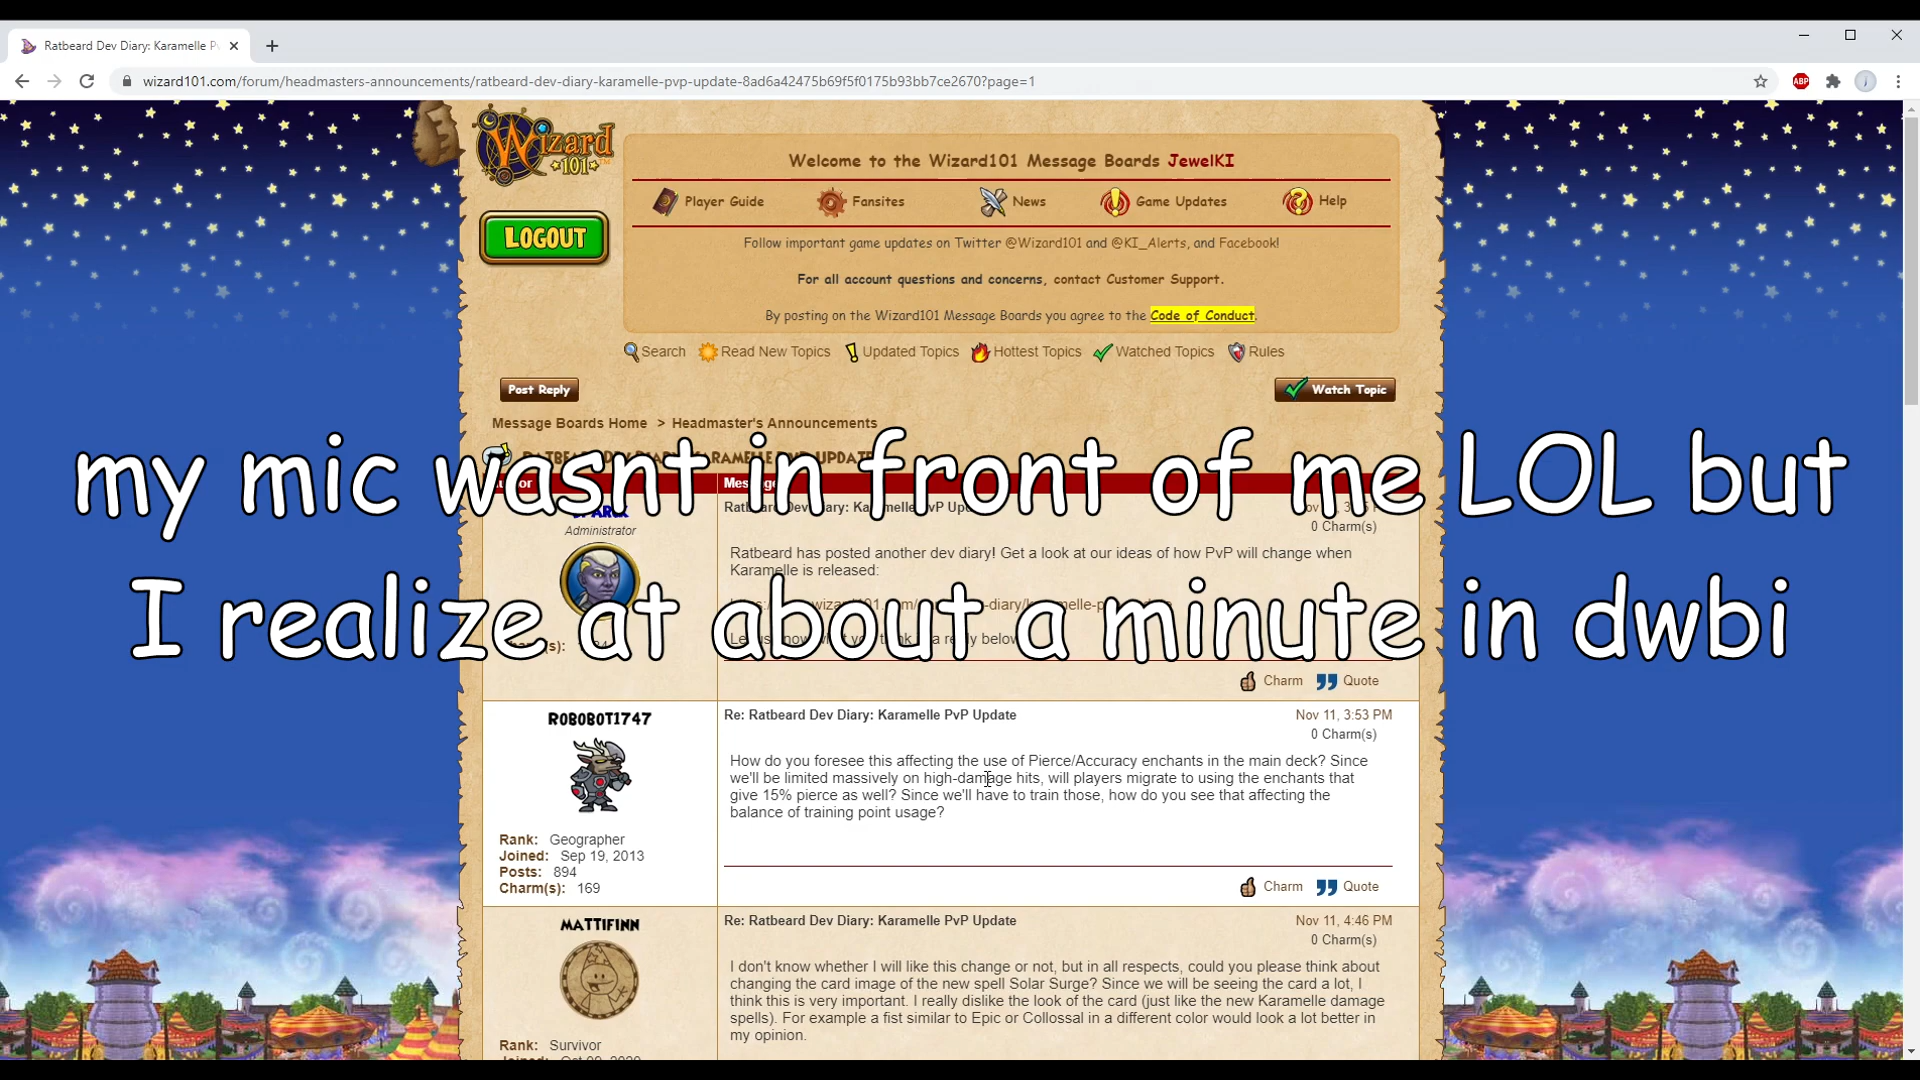 Ratbeard Dev Diary: Karamelle P
wizard101.com/forum/headmasters-announcements/ratbeard-dev-diary-karamelle-pvp-update-8ad6a42475b69f5f0175b93bb7ce2670?page=1
ABP
Wizard
101
Welcome to the Wizard101 Message Boards JewelKI
Player Guide
Fansites
News
Game Updates
Help
LOGOUT
Follow important game updates on Twitter @Wizard101 and @KI_Alerts, and Facebook!
For all account questions and concerns, contact Customer Support.
By posting on the Wizard101 Message Boards you agree to the Code of Conduct.
Search
Read New Topics
Updated Topics
Hottest Topics
Watched Topics
Rules
Post Reply
Watch Topic
Message Boards Home > Headmaster's Announcements
my mic wasnt in front of me LOL but
I realize at about a minute in dwbi
Administrator
0 Charm(s)
Ratbeard has posted another dev diary! Get a look at our ideas of how PvP will change when
Karamelle is released:
Charm
Quote
ROBOBOT1747
Rank: Geographer
Joined: Sep 19, 2013
Posts: 894
Charm(s): 169
Re: Ratbeard Dev Diary: Karamelle PvP Update
Nov 11, 3:53 PM
0 Charm(s)
How do you foresee this affecting the use of Pierce/Accuracy enchants in the main deck? Since
we'll be limited massively on high-damage hits, will players migrate to using the enchants that
give 15% pierce as well? Since we'll have to train those, how do you see that affecting the
balance of training point usage?
Charm
Quote
MATTIFINN
Rank: Survivor
Re: Ratbeard Dev Diary: Karamelle PvP Update
Nov 11, 4:46 PM
0 Charm(s)
I don't know whether I will like this change or not, but in all respects, could you please think about
changing the card image of the new spell Solar Surge? Since we will be seeing the card a lot, I
think this is very important. I really dislike the look of the card (just like the new Karamelle damage
spells). For example a fist similar to Epic or Collossal in a different color would look a lot better in
my opinion.